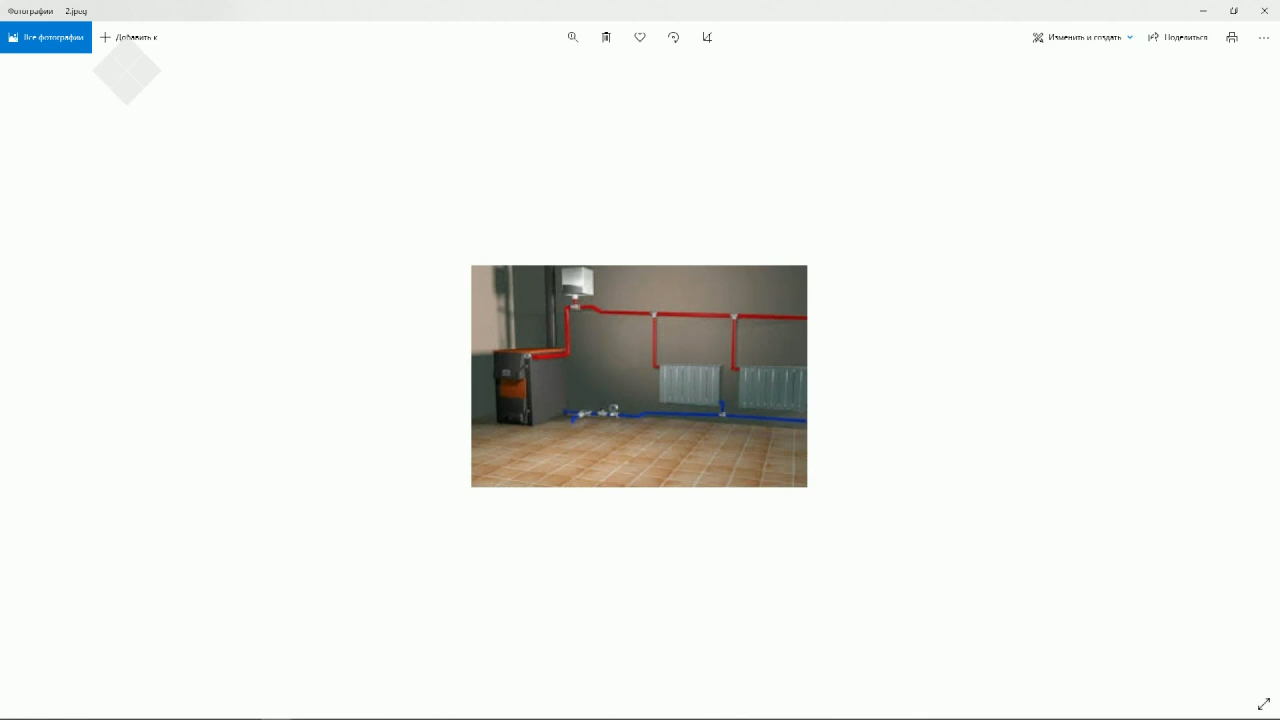 Фотографии — 2.jpeg
Все фотографии
Добавить к
Изменить и создать
Поделиться